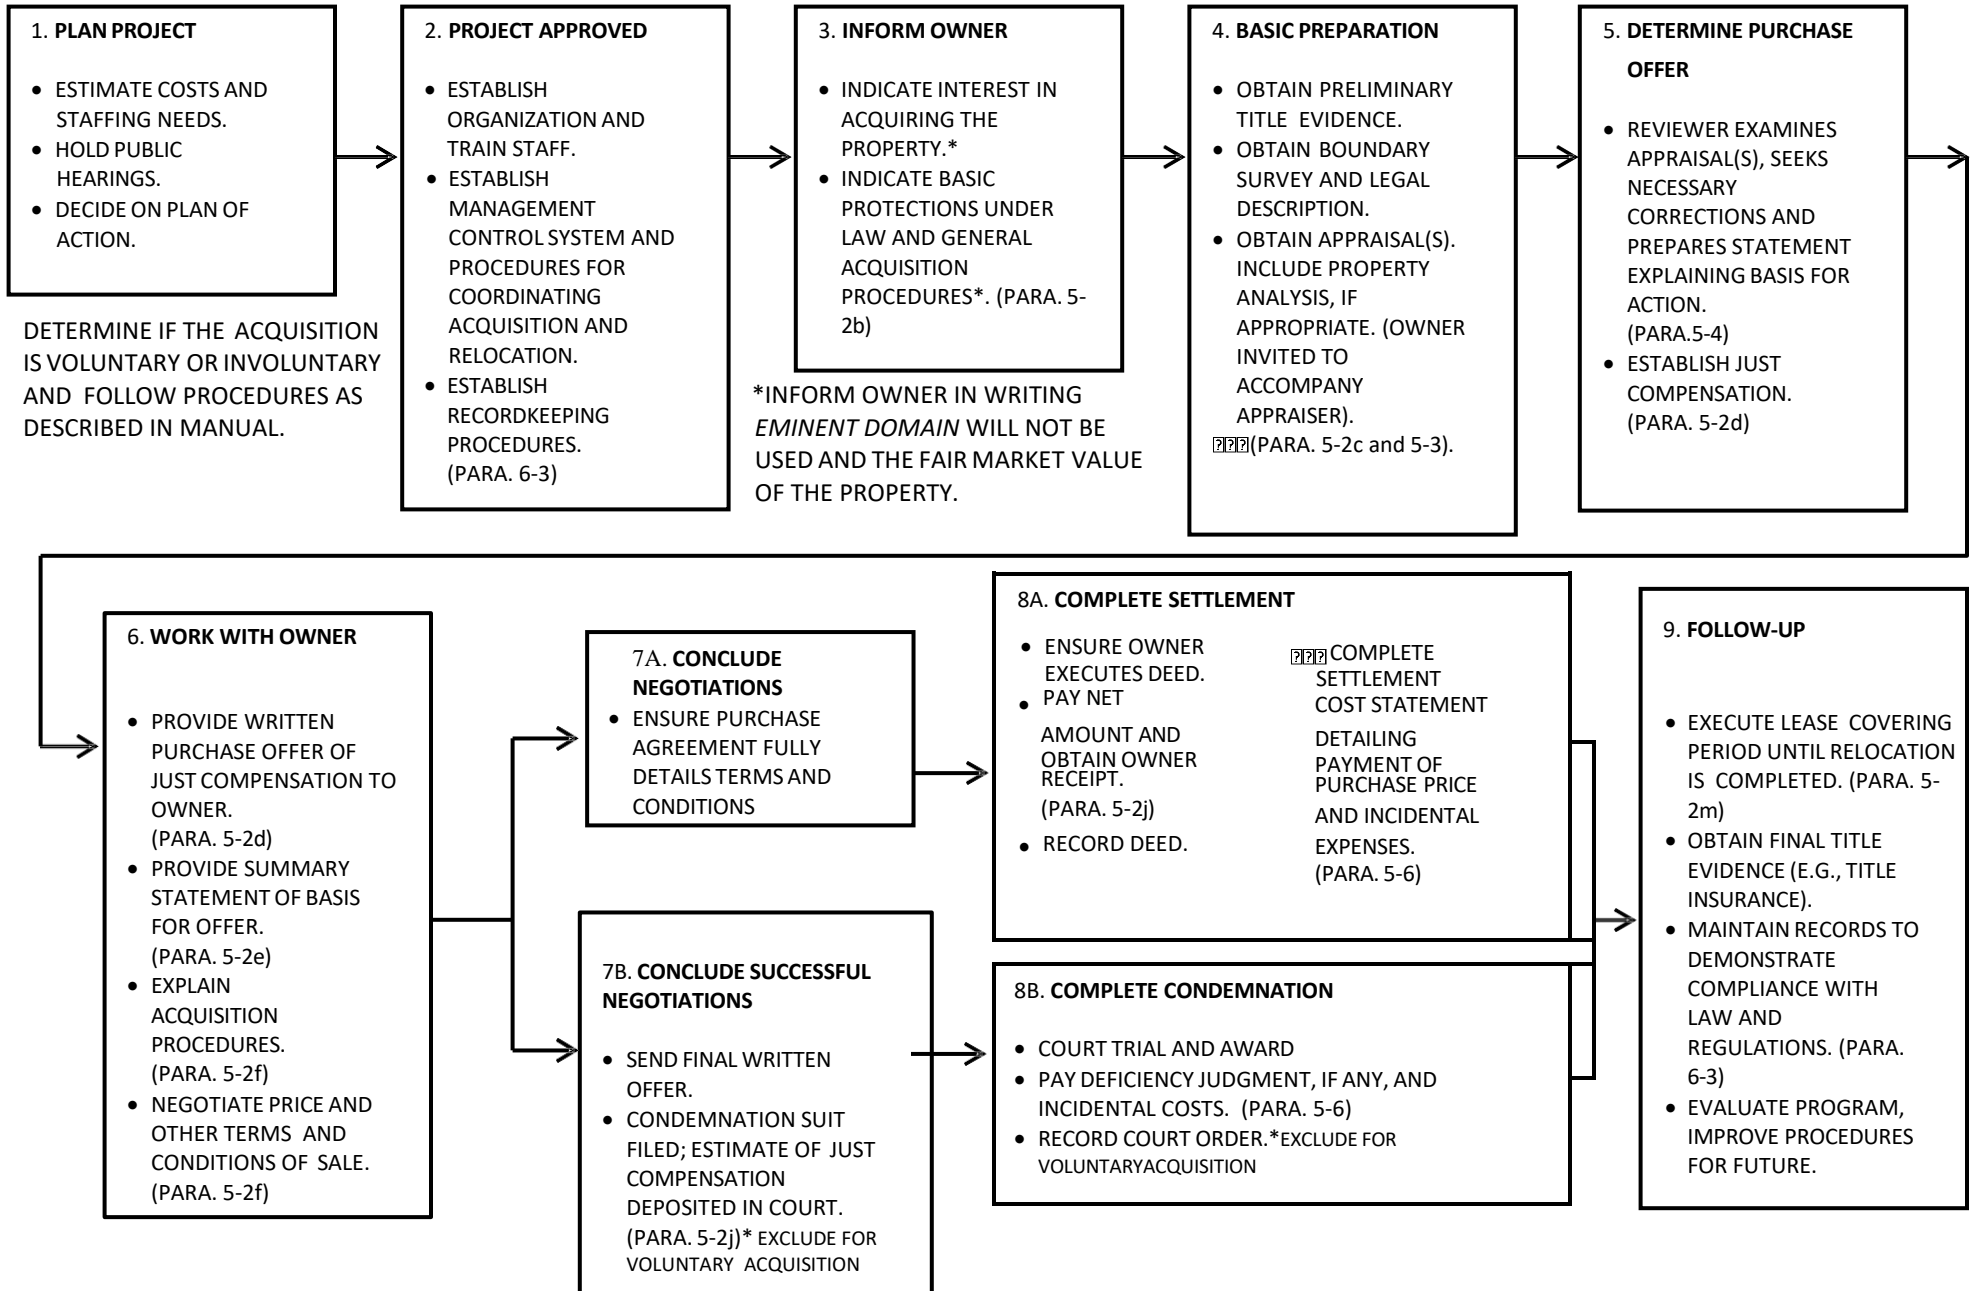 1. PLAN PROJECT
• ESTIMATE COSTS AND
STAFFING NEEDS.
• HOLD PUBLIC
HEARINGS.
• DECIDE ON PLAN OF
ACTION.
DETERMINE IF THE ACQUISITION
IS VOLUNTARY OR INVOLUNTARY
AND FOLLOW PROCEDURES AS
DESCRIBED IN MANUAL.
2. PROJECT APPROVED
• ESTABLISH
ORGANIZATION AND
TRAIN STAFF.
• ESTABLISH
MANAGEMENT
CONTROL SYSTEM AND
PROCEDURES FOR
COORDINATING
ACQUISITION AND
RELOCATION.
• ESTABLISH
RECORDKEEPING
PROCEDURES.
(PARA. 6-3)
3. INFORM OWNER
• INDICATE INTEREST IN
ACQUIRING THE
PROPERTY.*
• INDICATE BASIC
PROTECTIONS UNDER
LAW AND GENERAL
ACQUISITION
PROCEDURES*. (PARA. 5-
2b)
*INFORM OWNER IN WRITING
EMINENT DOMAIN WILL NOT BE
USED AND THE FAIR MARKET VALUE
OF THE PROPERTY.
4. BASIC PREPARATION
• OBTAIN PRELIMINARY
TITLE EVIDENCE.
• OBTAIN BOUNDARY
SURVEY AND LEGAL
DESCRIPTION.
• OBTAIN APPRAISAL(S).
INCLUDE PROPERTY
ANALYSIS, IF
APPROPRIATE. (OWNER
INVITED TO
ACCOMPANY
APPRAISER).
???(PARA. 5-2c and 5-3).
5. DETERMINE PURCHASE
OFFER
• REVIEWER EXAMINES
APPRAISAL(S), SEEKS
NECESSARY
CORRECTIONS AND
PREPARES STATEMENT
EXPLAINING BASIS FOR
ACTION.
(PARA.5-4)
• ESTABLISH JUST
COMPENSATION.
(PARA. 5-2d)
6. WORK WITH OWNER
• PROVIDE WRITTEN
PURCHASE OFFER OF
JUST COMPENSATION TO
OWNER.
(PARA. 5-2d)
• PROVIDE SUMMARY
STATEMENT OF BASIS
FOR OFFER.
(PARA. 5-2e)
• EXPLAIN
ACQUISITION
PROCEDURES.
(PARA. 5-2f)
• NEGOTIATE PRICE AND
OTHER TERMS AND
CONDITIONS OF SALE.
(PARA. 5-2f)
7A. CONCLUDE
NEGOTIATIONS
• ENSURE PURCHASE
AGREEMENT FULLY
DETAILS TERMS AND
CONDITIONS
7B. CONCLUDE SUCCESSFUL
NEGOTIATIONS
• SEND FINAL WRITTEN
OFFER.
• CONDEMNATION SUIT
FILED; ESTIMATE OF JUST
COMPENSATION
DEPOSITED IN COURT.
(PARA. 5-2j)* EXCLUDE FOR
VOLUNTARY ACQUISITION
8A. COMPLETE SETTLEMENT
• ENSURE OWNER
EXECUTES DEED.
• PAY NET
AMOUNT AND
OBTAIN OWNER
RECEIPT.
(PARA. 5-2j)
• RECORD DEED.
???COMPLETE
SETTLEMENT
COST STATEMENT
DETAILING
PAYMENT OF
PURCHASE PRICE
AND INCIDENTAL
EXPENSES.
(PARA. 5-6)
8B. COMPLETE CONDEMNATION
• COURT TRIAL AND AWARD
• PAY DEFICIENCY JUDGMENT, IF ANY, AND
INCIDENTAL COSTS. (PARA. 5-6)
• RECORD COURT ORDER.*EXCLUDE FOR
VOLUNTARYACQUISITION
9. FOLLOW-UP
• EXECUTE LEASE COVERING
PERIOD UNTIL RELOCATION
IS COMPLETED. (PARA. 5-
2m)
• OBTAIN FINAL TITLE
EVIDENCE (E.G., TITLE
INSURANCE).
• MAINTAIN RECORDS TO
DEMONSTRATE
COMPLIANCE WITH
LAW AND
REGULATIONS. (PARA.
6-3)
• EVALUATE PROGRAM,
IMPROVE PROCEDURES
FOR FUTURE.